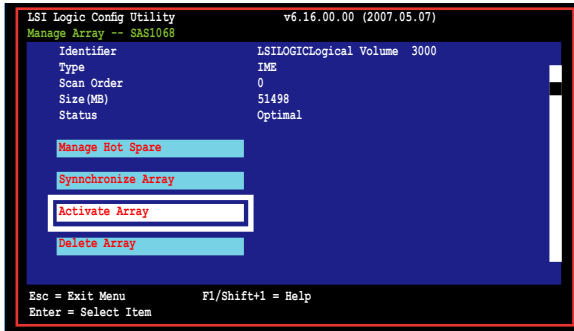 LSI Logic Config Utility v6.16.00.00 (2007.05.07)
Manage Array -- SAS1068
Identifier LSILOGICLogical Volume 3000
Type IME
Scan Order 0
Size(MB) 51498
Status Optimal
Manage Hot Spare
Synnchronize Array
Activate Array
Delete Array
Esc = Exit Menu F1/Shift+1 = Help
Enter = Select Item